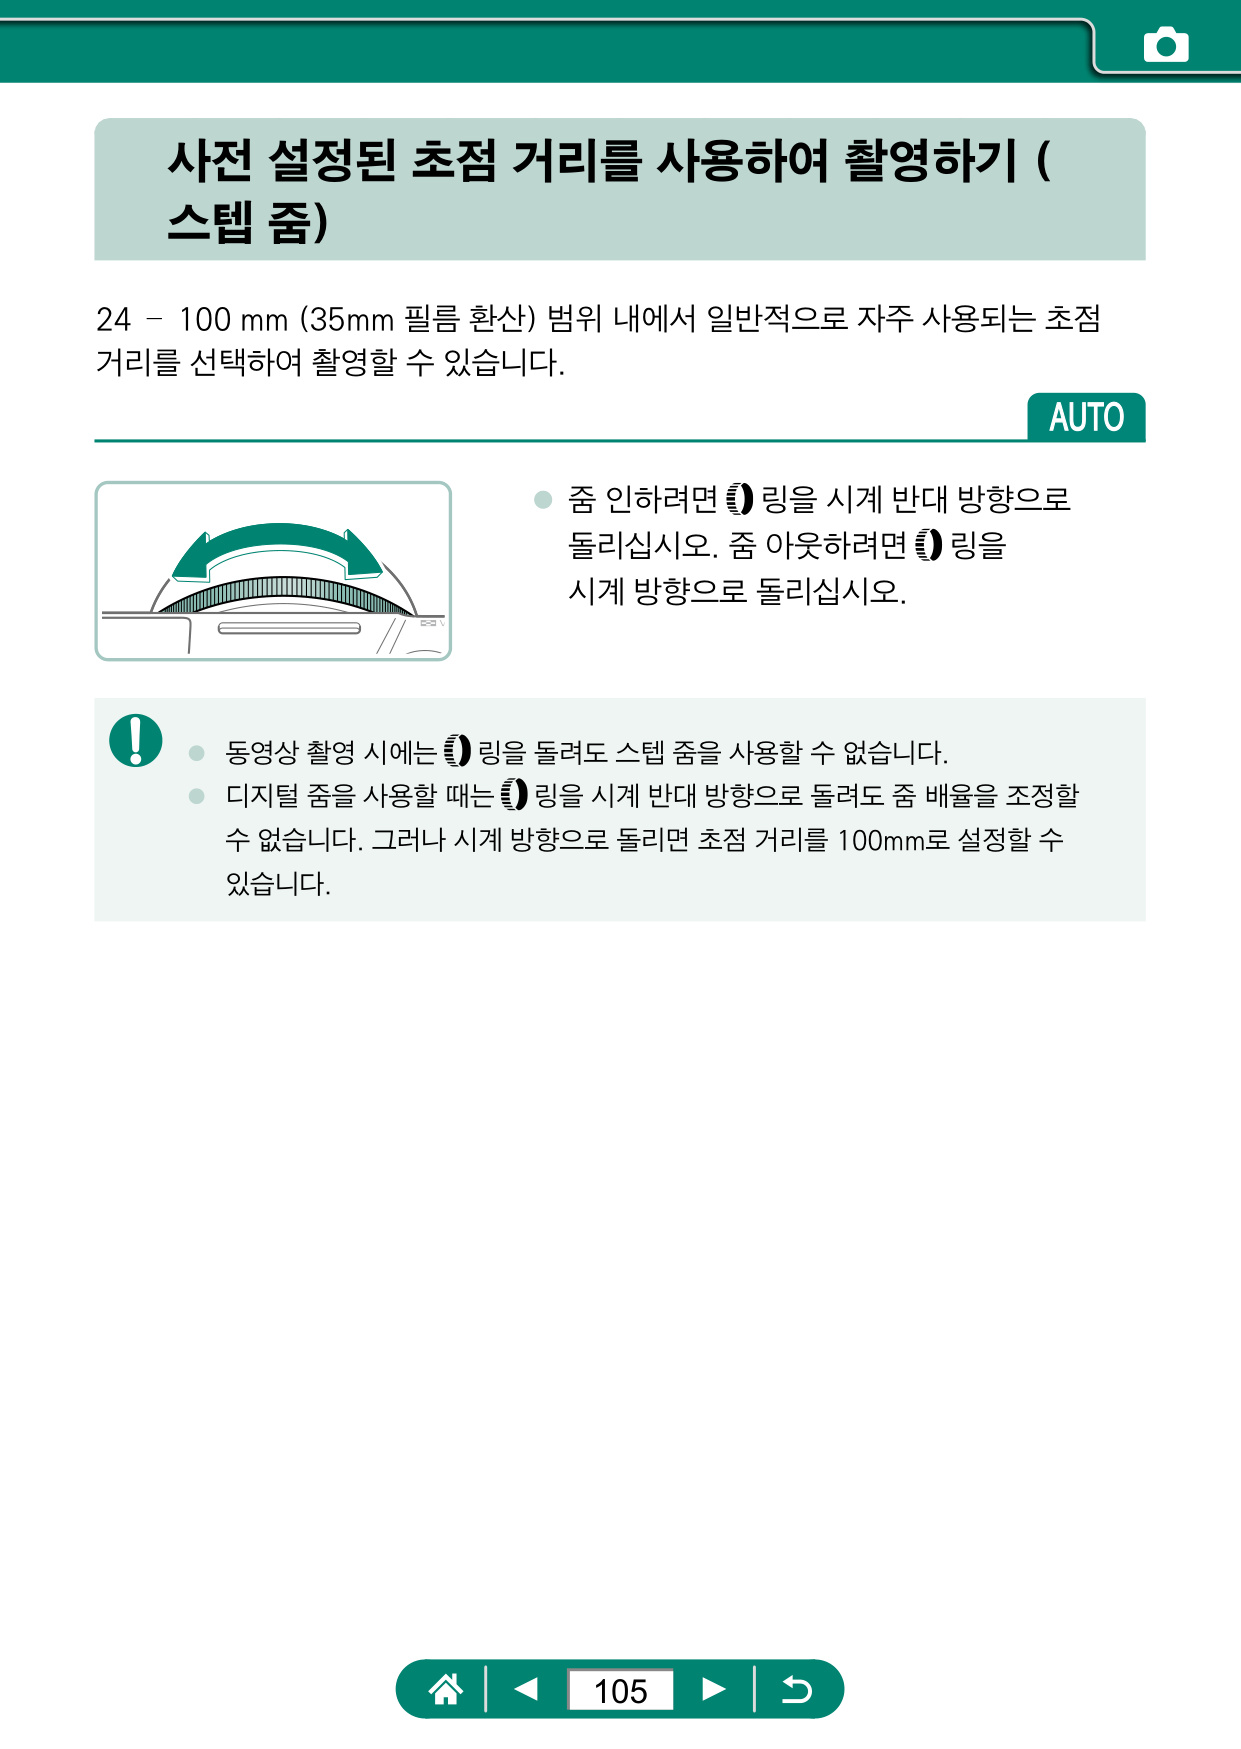 사전 설정된 초점 거리를 사용하여 촬영하기 (
스텝 줌)
24 – 100 mm (35mm 필름 환산) 범위 내에서 일반적으로 자주 사용되는 초점
거리를 선택하여 촬영할 수 있습니다.
AUTO
● 줌 인하려면 링을 시계 반대 방향으로
돌리십시오. 줌 아웃하려면 링을
시계 방향으로 돌리십시오.
● 동영상 촬영 시에는 링을 돌려도 스텝 줌을 사용할 수 없습니다.
● 디지털 줌을 사용할 때는 링을 시계 반대 방향으로 돌려도 줌 배율을 조정할
수 없습니다. 그러나 시계 방향으로 돌리면 초점 거리를 100mm로 설정할 수
있습니다.
105